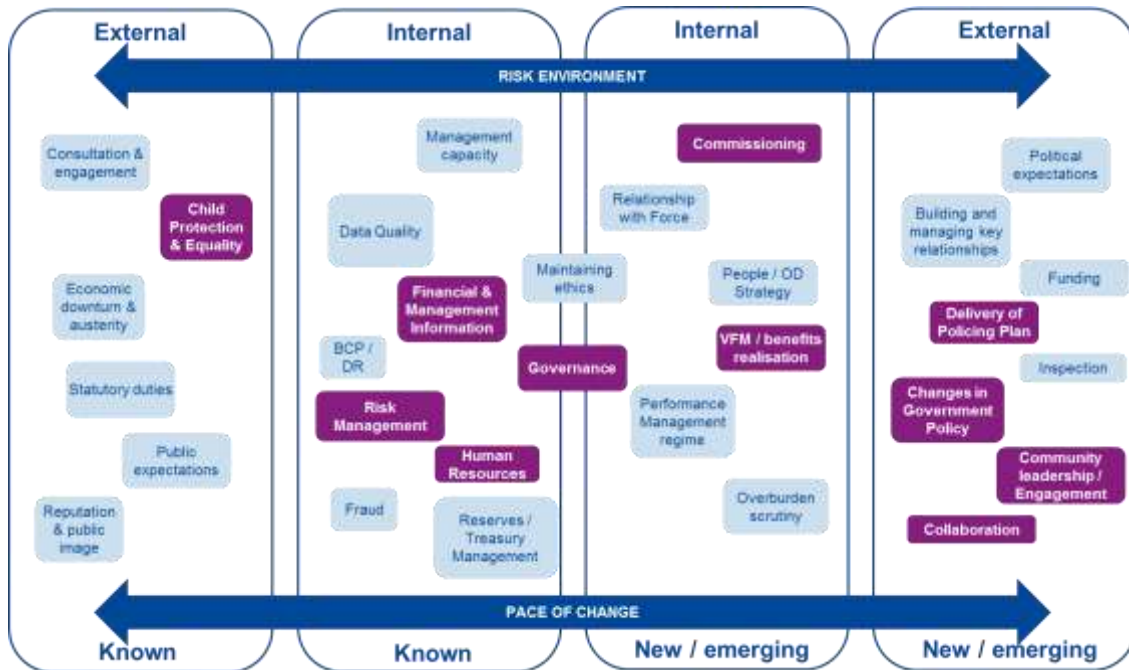 External
Internal
Internal
External
RISK ENVIRONMENT
Consultation &
engagement
Child
Protection
& Equality
Economic
downturn &
austerity
Statutory duties
Public
expectations
Reputation
& public
image
Management
capacity
Data Quality
Financial &
Management
Information
BCP /
DR
Risk
Management
Human
Resources
Fraud
Reserves /
Treasury
Management
Maintaining
ethics
Governance
Commissioning
Relationship
with Force
People / OD
Strategy
VFM / benefits
realisation
Performance
Management
regime
Overburden
scrutiny
Political
expectations
Building and
managing key
relationships
Funding
Delivery of
Policing Plan
Inspection
Changes in
Government
Policy
Community
leadership /
Engagement
Collaboration
PACE OF CHANGE
Known
Known
New / emerging
New / emerging